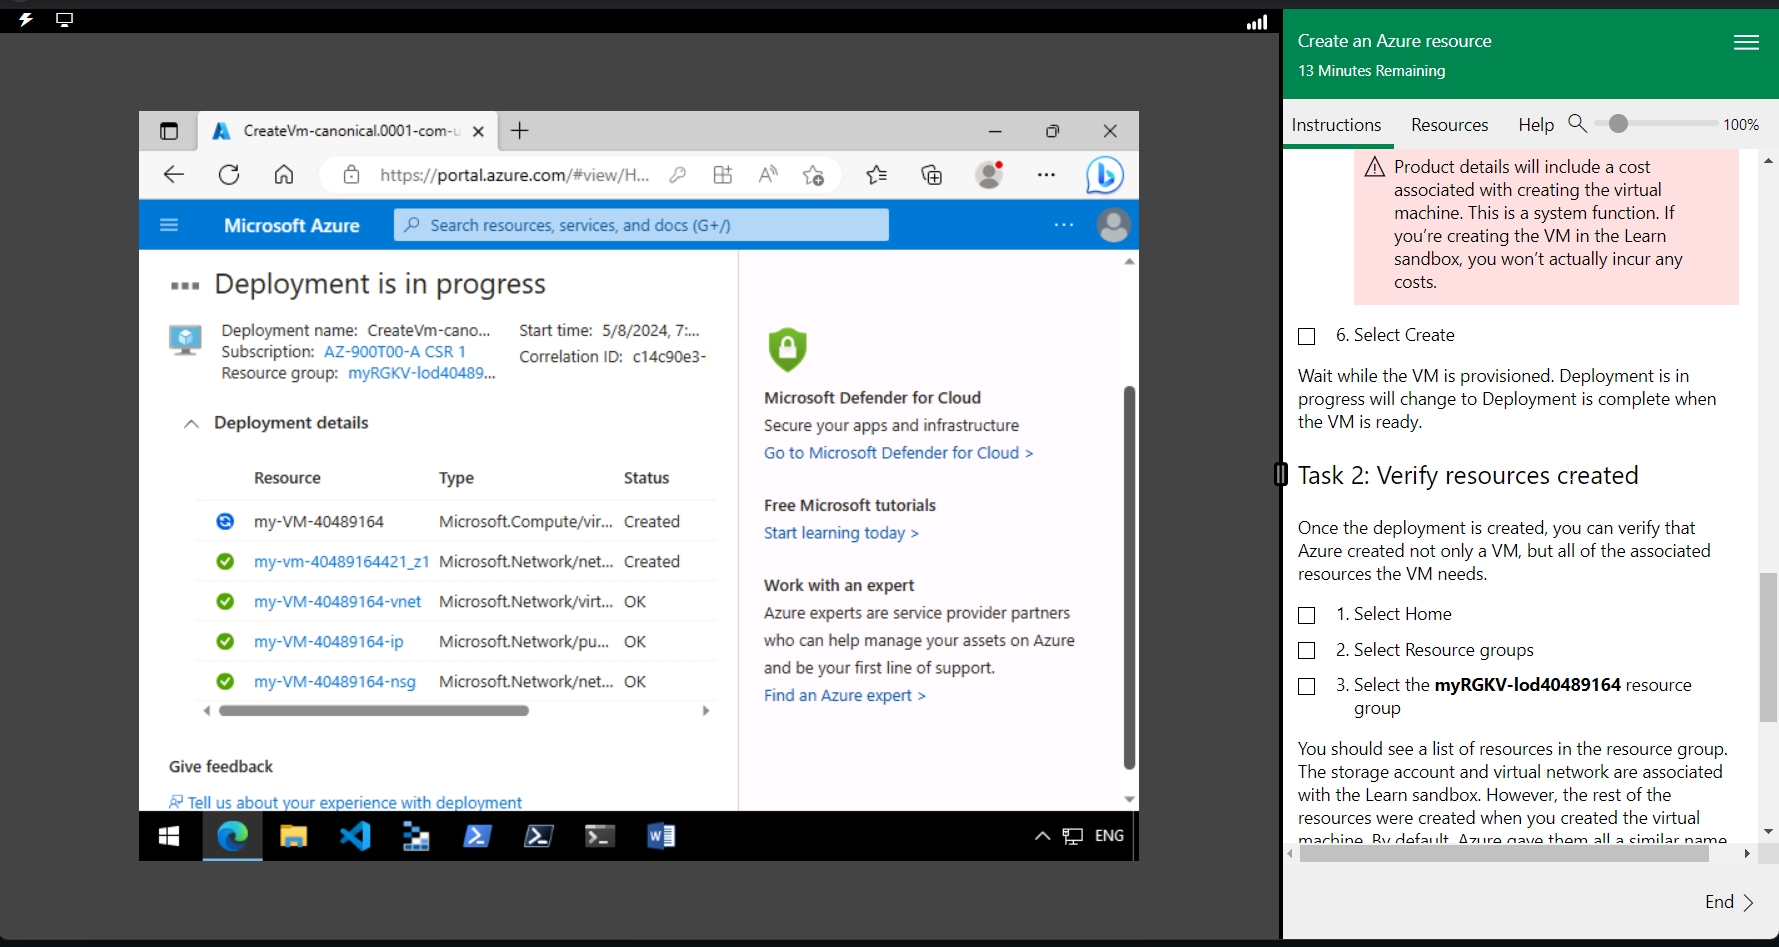 CreateVm-canonical.0001-com-u
https://portal.azure.com/#view/H...
Microsoft Azure
Search resources, services, and docs (G+/)
Deployment is in progress
Deployment name: CreateVm-cano...
Subscription: AZ-900T00-A CSR 1
Resource group: myRGKV-lod40489...
Start time: 5/8/2024, 7:...
Correlation ID: c14c90e3-
Deployment details
Resource Type Status
my-VM-40489164 Microsoft.Compute/vir... Created
my-vm-40489164421_z1 Microsoft.Network/net... Created
my-VM-40489164-vnet Microsoft.Network/virt... OK
my-VM-40489164-ip Microsoft.Network/pu... OK
my-VM-40489164-nsg Microsoft.Network/net... OK
Give feedback
Tell us about your experience with deployment
Microsoft Defender for Cloud
Secure your apps and infrastructure
Go to Microsoft Defender for Cloud >
Free Microsoft tutorials
Start learning today >
Work with an expert
Azure experts are service provider partners
who can help manage your assets on Azure
and be your first line of support.
Find an Azure expert >
ENG
Create an Azure resource
13 Minutes Remaining
Instructions Resources Help 100%
Product details will include a cost
associated with creating the virtual
machine. This is a system function. If
you’re creating the VM in the Learn
sandbox, you won’t actually incur any
costs.
6. Select Create
Wait while the VM is provisioned. Deployment is in
progress will change to Deployment is complete when
the VM is ready.
Task 2: Verify resources created
Once the deployment is created, you can verify that
Azure created not only a VM, but all of the associated
resources the VM needs.
1. Select Home
2. Select Resource groups
3. Select the myRGKV-lod40489164 resource
group
You should see a list of resources in the resource group.
The storage account and virtual network are associated
with the Learn sandbox. However, the rest of the
resources were created when you created the virtual
machine. By default, Azure gave them all a similar name
End